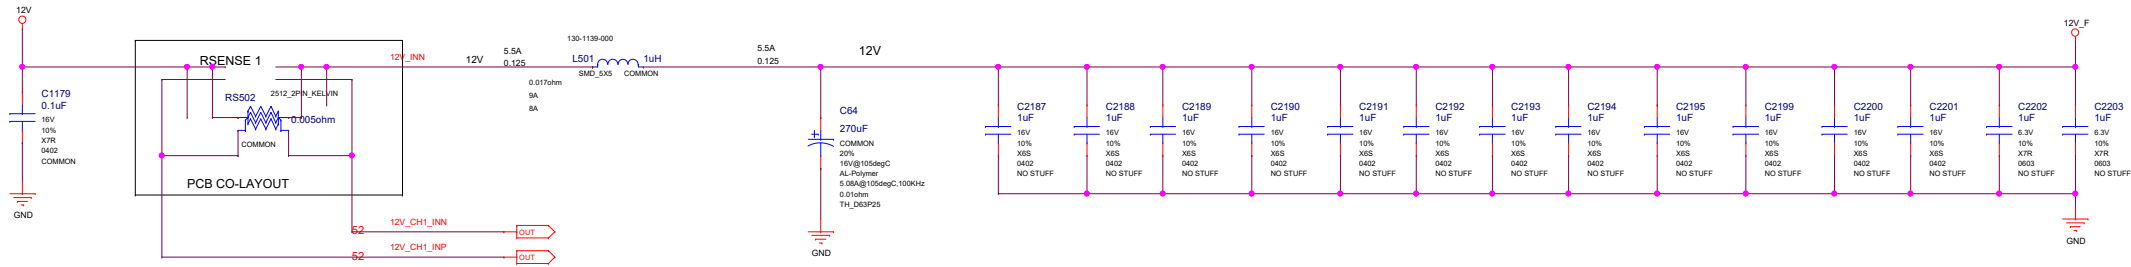 12V
C1179
0.1uF
16V
10%
X7R
0402
COMMON
GND
RSENSE 1
RS502
2512_2PIN_KELVIN
0.005ohm
COMMON
PCB CO-LAYOUT
12V_INN
12V
5.5A
0.125
130-1139-000
L501 1uH
SMD_5X5 COMMON
0.017ohm
9A
8A
5.5A
0.125
12V
52 12V_CH1_INN OUT
52 12V_CH1_INP OUT
C64
270uF
COMMON
20%
16V@105degC
AL-Polymer
5.08A@105degC,100KHz
0.01ohm
TH_D63P25
GND
C2187
1uF
16V
10%
X6S
0402
NO STUFF
C2188
1uF
16V
10%
X6S
0402
NO STUFF
C2189
1uF
16V
10%
X6S
0402
NO STUFF
C2190
1uF
16V
10%
X6S
0402
NO STUFF
C2191
1uF
16V
10%
X6S
0402
NO STUFF
C2192
1uF
16V
10%
X6S
0402
NO STUFF
C2193
1uF
16V
10%
X6S
0402
NO STUFF
C2194
1uF
16V
10%
X6S
0402
NO STUFF
C2195
1uF
16V
10%
X6S
0402
NO STUFF
C2199
1uF
16V
10%
X6S
0402
NO STUFF
C2200
1uF
16V
10%
X6S
0402
NO STUFF
C2201
1uF
16V
10%
X6S
0402
NO STUFF
C2202
1uF
6.3V
10%
X7R
0603
NO STUFF
12V_F
C2203
1uF
6.3V
10%
X7R
0603
NO STUFF
GND